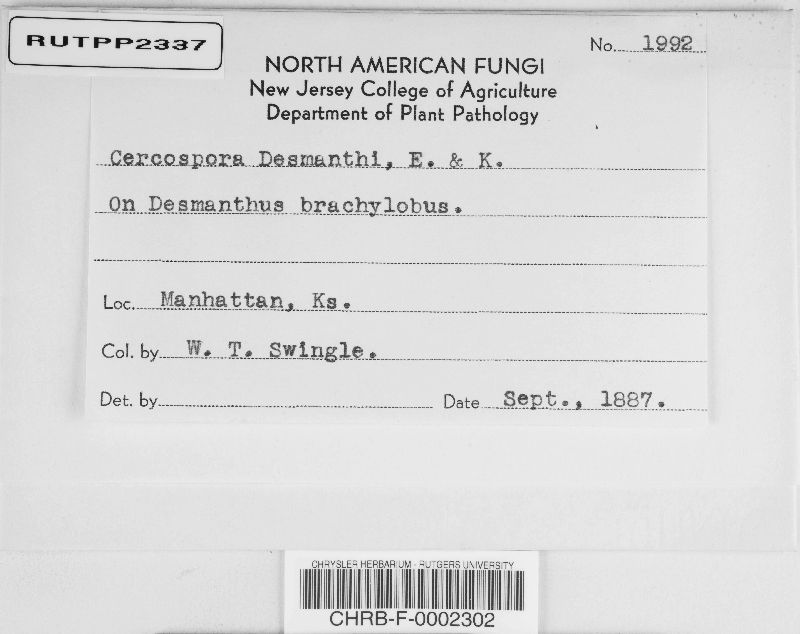 RUTPP2337
No. 1992
NORTH AMERICAN FUNGI
New Jersey College of Agriculture
Department of Plant Pathology
Cercospora Desmanthi, E. & K.
On Desmanthus brachylobus.
Loc. Manhattan, Ks.
Col. by W. T. Swingle.
Det. by
Date Sept., 1887.
CHRYSLER HERBARIUM - RUTGERS UNIVERSITY
CHRB-F-0002302